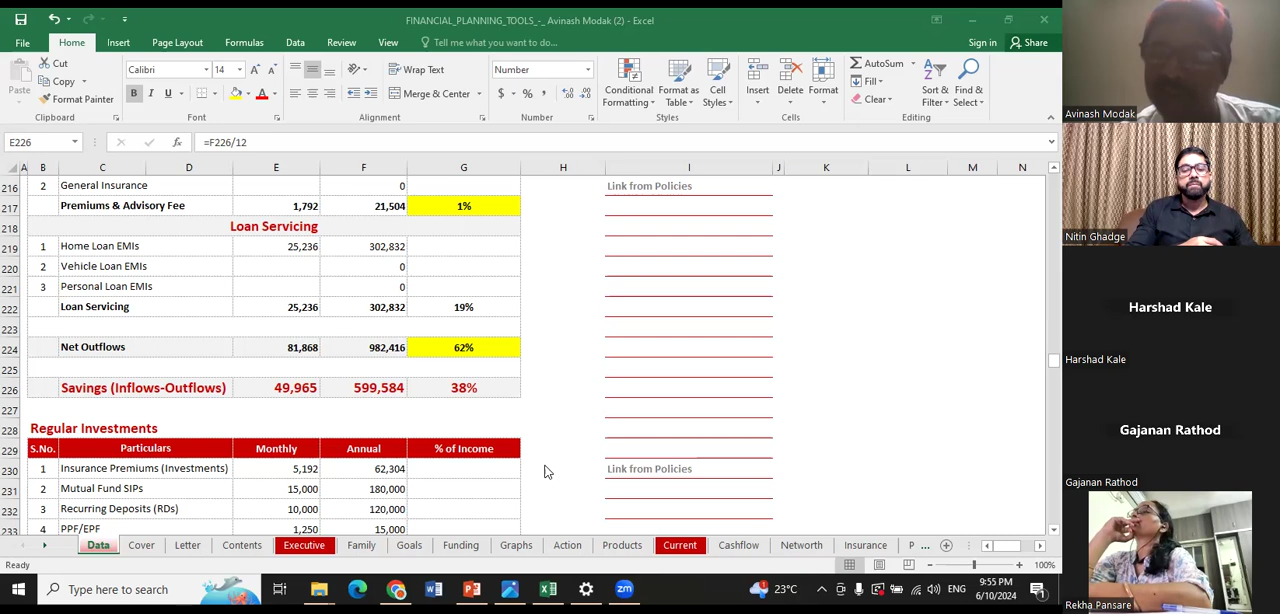 FINANCIAL_PLANNING_TOOLS_-_ Avinash Modak (2) - Excel
File Home Insert Page Layout Formulas Data Review View Tell me what you want to do... Sign in Share
Paste Cut Copy Format Painter Clipboard
Calibri 14 B I U Font
Wrap Text Merge & Center Alignment
Number $ % , Number
Conditional Formatting Format as Table Cell Styles Styles
Insert Delete Format Cells
AutoSum Fill Clear Sort & Filter Find & Select Editing
E226 fx =F226/12
A B C D E F G H I J K L M N
216 2 General Insurance 0 Link from Policies
217 Premiums & Advisory Fee 1,792 21,504 1%
218 Loan Servicing
219 1 Home Loan EMIs 25,236 302,832
220 2 Vehicle Loan EMIs 0
221 3 Personal Loan EMIs 0
222 Loan Servicing 25,236 302,832 19%
223
224 Net Outflows 81,868 982,416 62%
225
226 Savings (Inflows-Outflows) 49,965 599,584 38%
227
228 Regular Investments
229 S.No. Particulars Monthly Annual % of Income
230 1 Insurance Premiums (Investments) 5,192 62,304 Link from Policies
231 2 Mutual Fund SIPs 15,000 180,000
232 3 Recurring Deposits (RDs) 10,000 120,000
233 4 PPF/EPF 1,250 15,000
Data Cover Letter Contents Executive Family Goals Funding Graphs Action Products Current Cashflow Networth Insurance P ...
Ready 100%
Type here to search 23°C ENG 9:55 PM 6/10/2024
Avinash Modak
Nitin Ghadge
Harshad Kale
Harshad Kale
Gajanan Rathod
Gajanan Rathod
Rekha Pansare